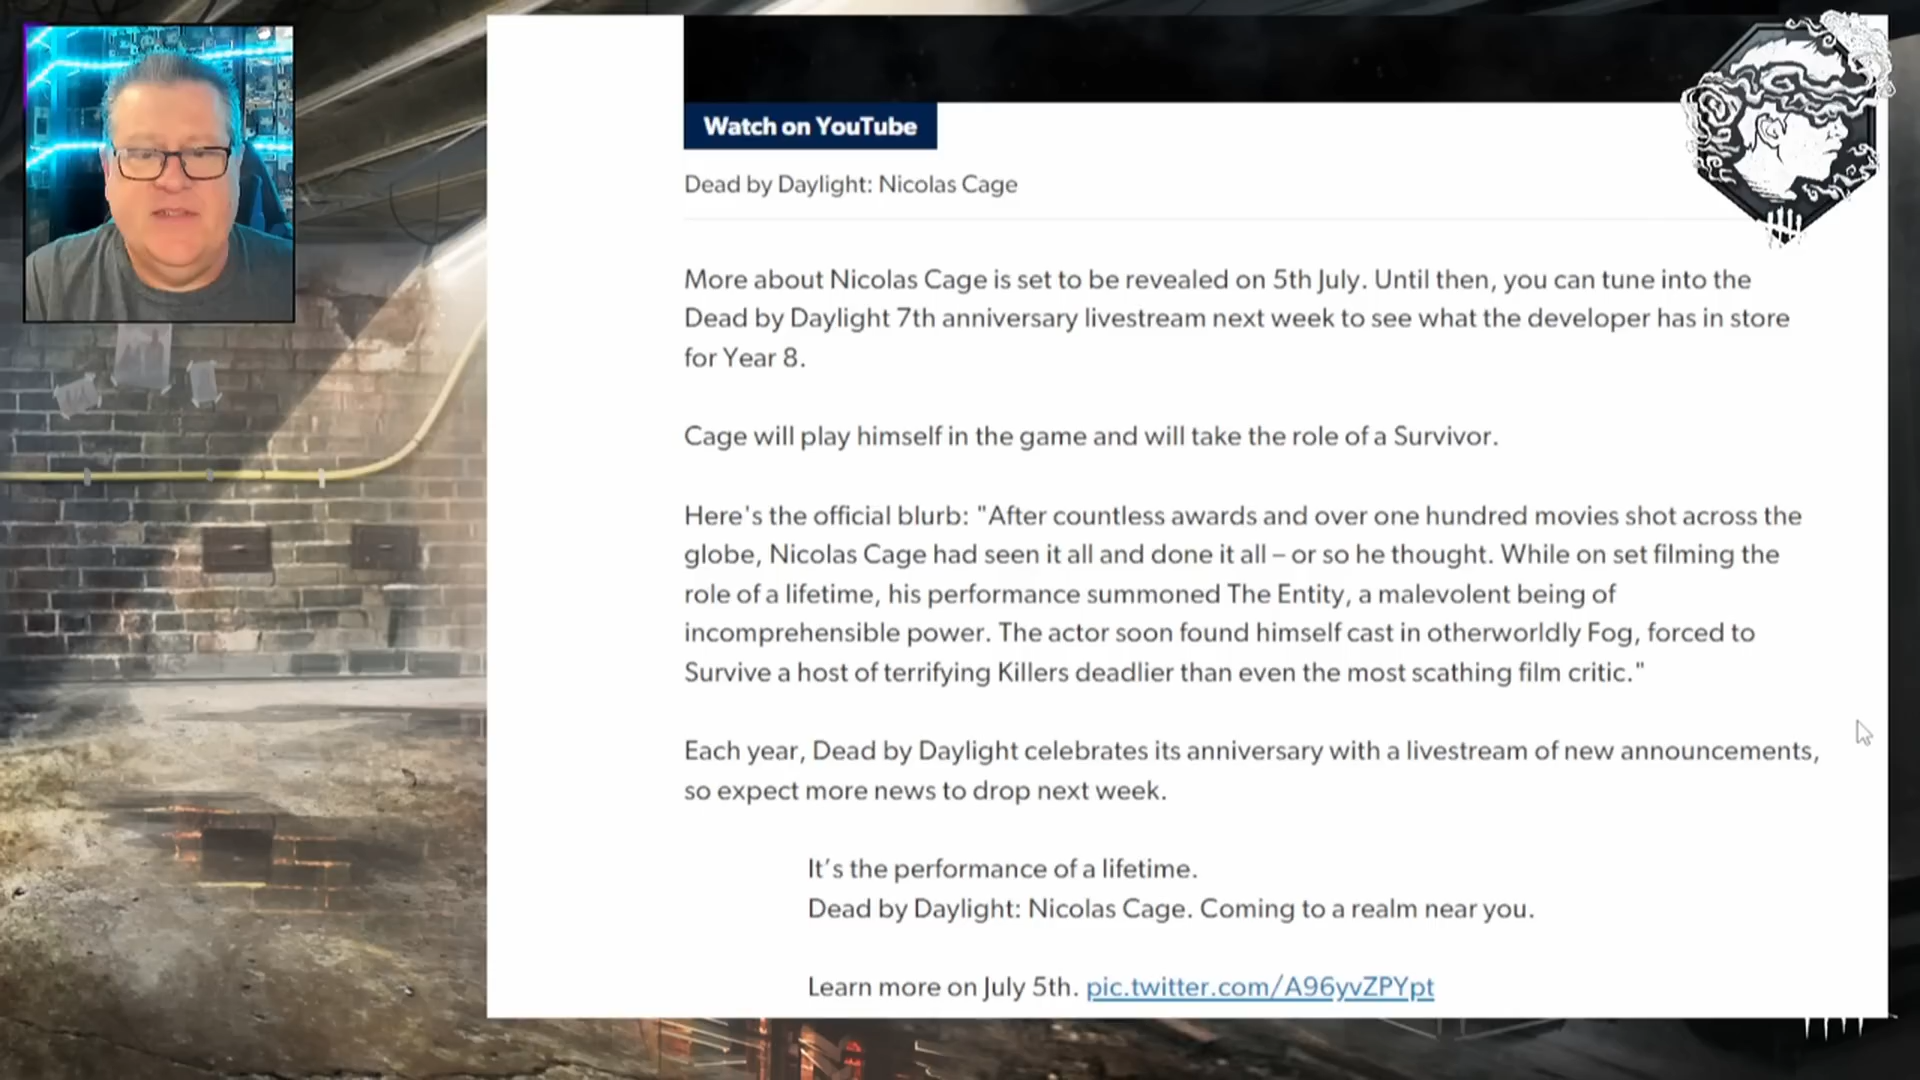 Watch on YouTube
Dead by Daylight: Nicolas Cage
More about Nicolas Cage is set to be revealed on 5th July. Until then, you can tune into the
Dead by Daylight 7th anniversary livestream next week to see what the developer has in store
for Year 8.
Cage will play himself in the game and will take the role of a Survivor.
Here's the official blurb: "After countless awards and over one hundred movies shot across the
globe, Nicolas Cage had seen it all and done it all – or so he thought. While on set filming the
role of a lifetime, his performance summoned The Entity, a malevolent being of
incomprehensible power. The actor soon found himself cast in otherworldly Fog, forced to
Survive a host of terrifying Killers deadlier than even the most scathing film critic."
Each year, Dead by Daylight celebrates its anniversary with a livestream of new announcements,
so expect more news to drop next week.
It’s the performance of a lifetime.
Dead by Daylight: Nicolas Cage. Coming to a realm near you.
Learn more on July 5th. pic.twitter.com/A96yvZPYpt